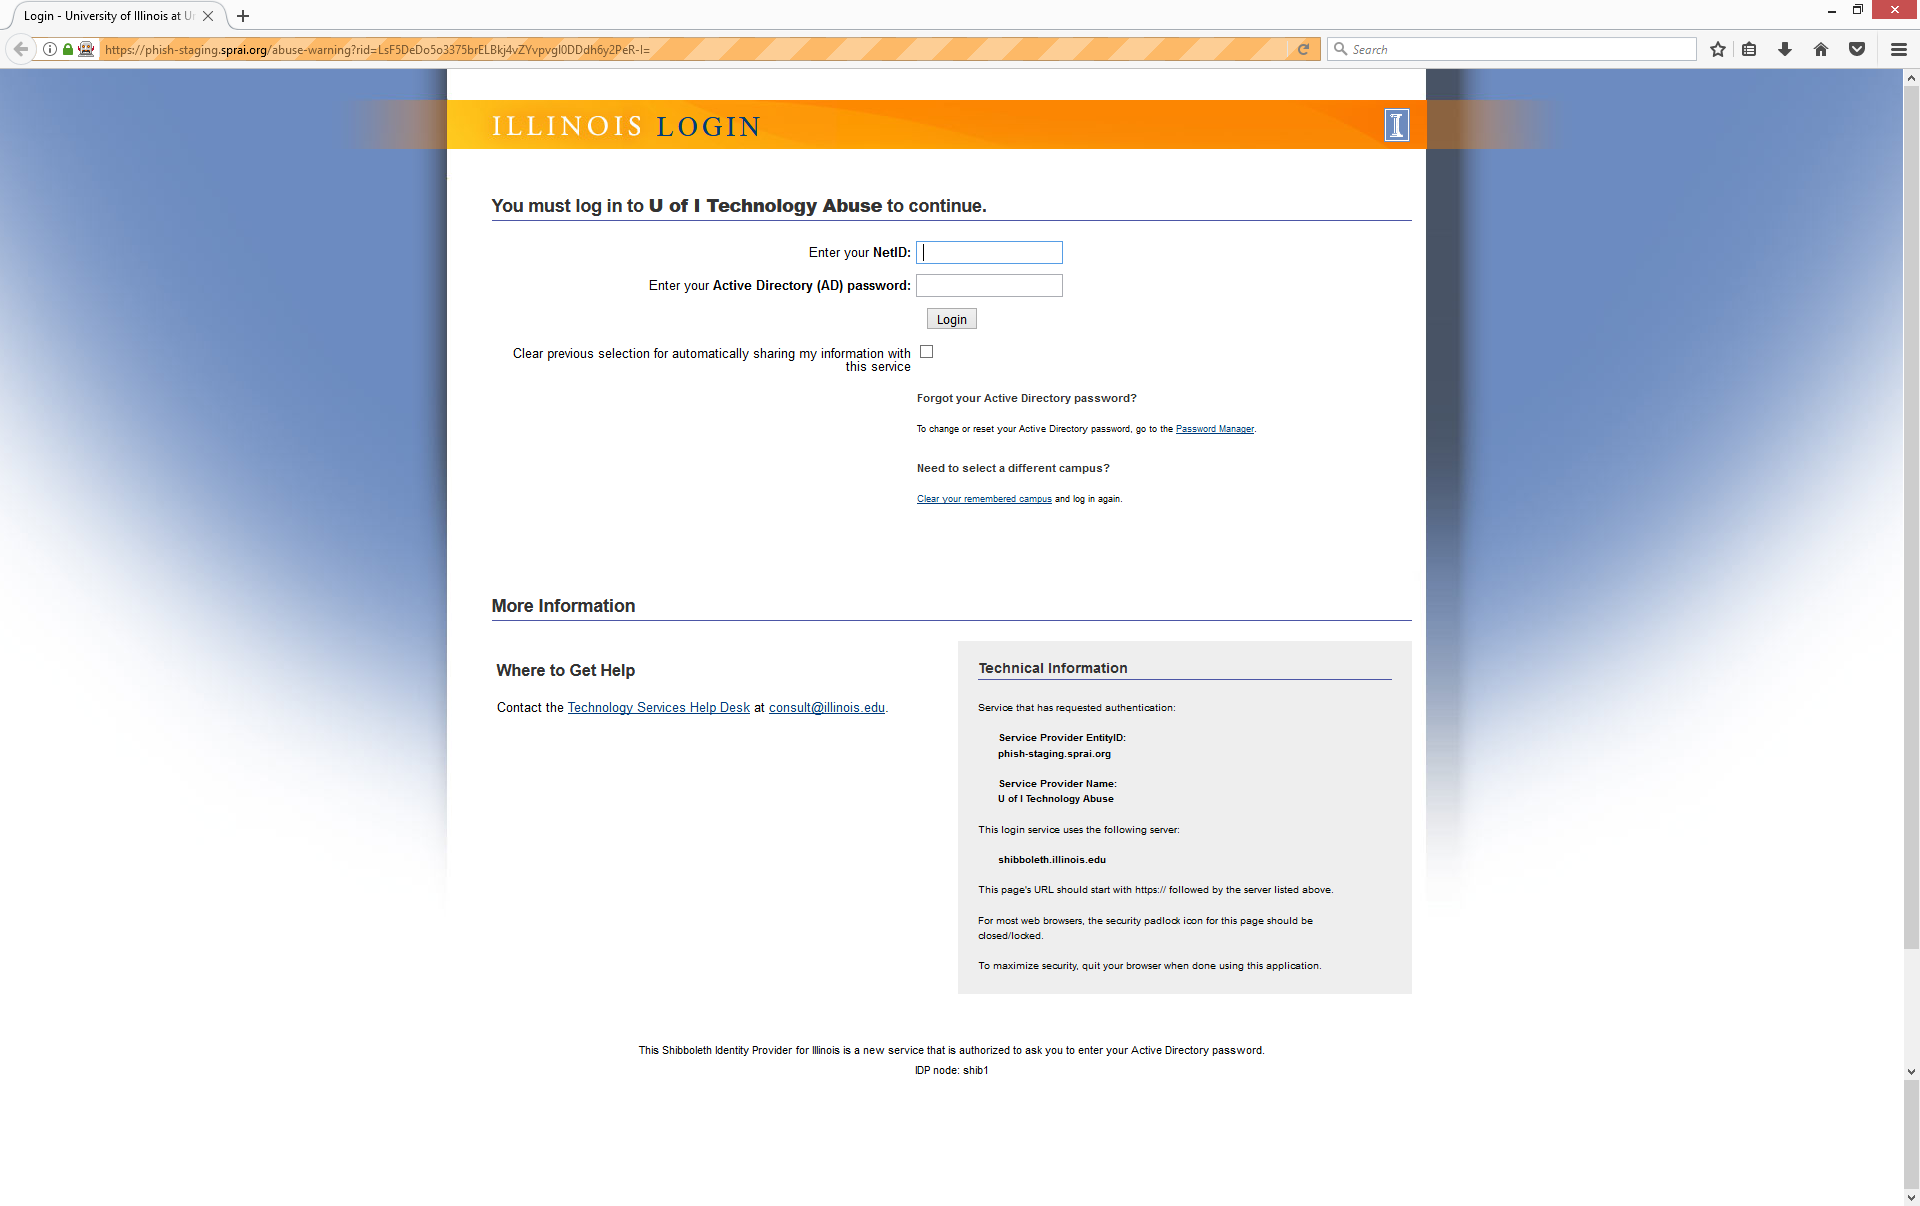 Login - University of Illinois at Ur
https://phish-staging.sprai.org/abuse-warning?rid=LsF5DeDo5o3375brELBkj4vZYvpvgI0DDdh6y2PeR-I=
Search
ILLINOIS LOGIN
I
You must log in to U of I Technology Abuse to continue.
Enter your NetID:
Enter your Active Directory (AD) password:
Login
Clear previous selection for automatically sharing my information with
this service
Forgot your Active Directory password?
To change or reset your Active Directory password, go to the Password Manager.
Need to select a different campus?
Clear your remembered campus and log in again.
More Information
Where to Get Help
Contact the Technology Services Help Desk at consult@illinois.edu.
Technical Information
Service that has requested authentication:
Service Provider EntityID:
phish-staging.sprai.org
Service Provider Name:
U of I Technology Abuse
This login service uses the following server:
shibboleth.illinois.edu
This page's URL should start with https:// followed by the server listed above.
For most web browsers, the security padlock icon for this page should be
closed/locked.
To maximize security, quit your browser when done using this application.
This Shibboleth Identity Provider for Illinois is a new service that is authorized to ask you to enter your Active Directory password.
IDP node: shib1